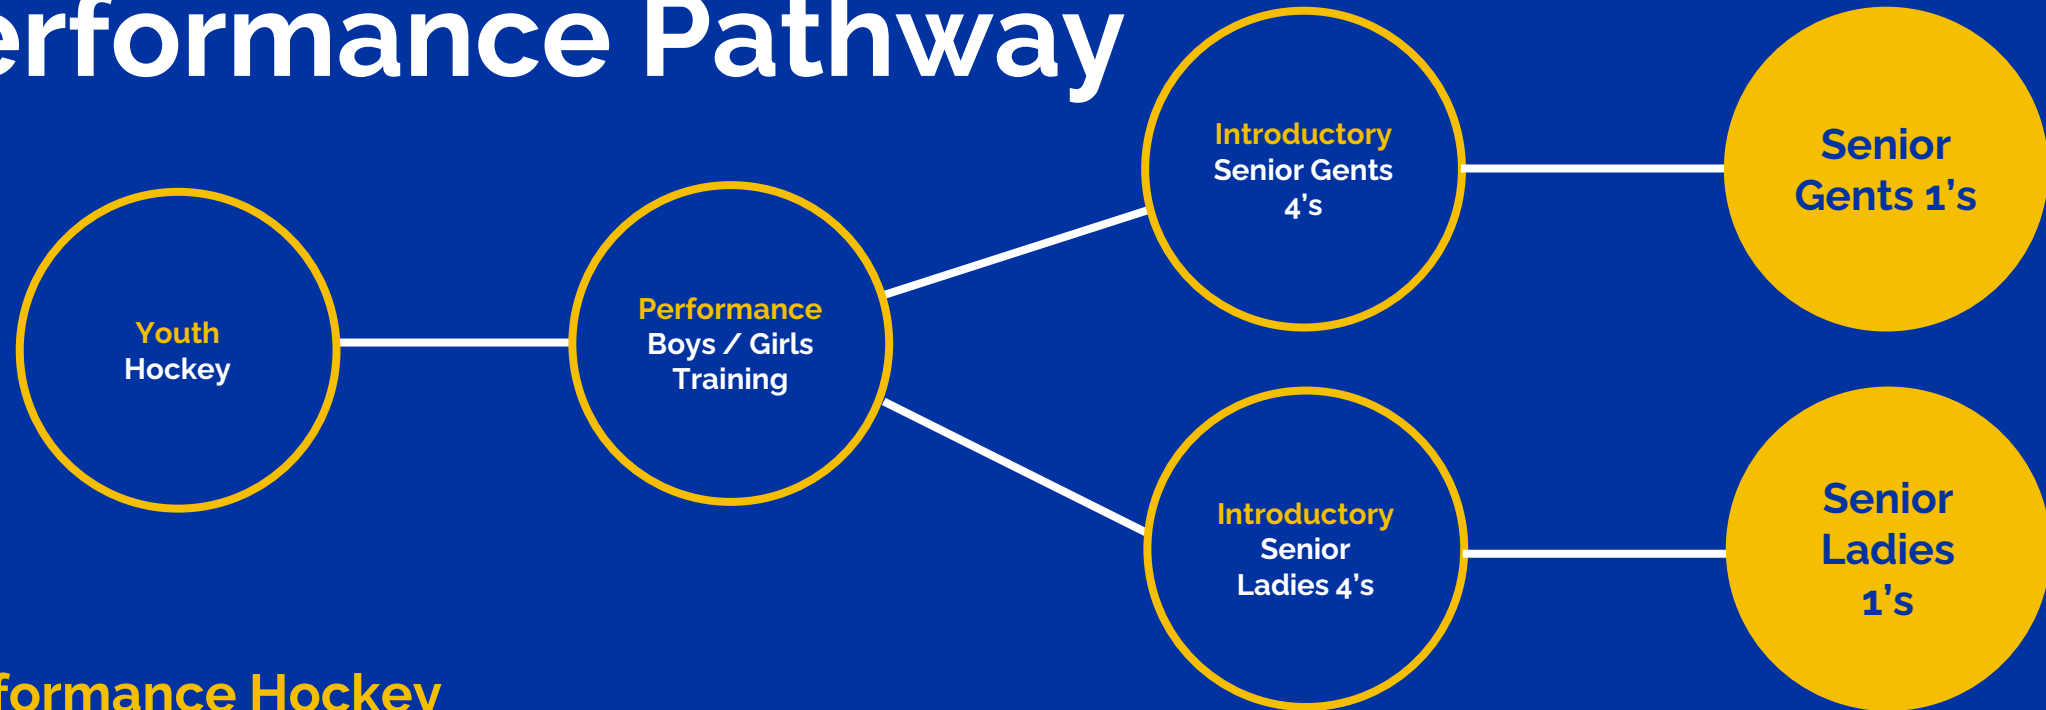 erformance Pathway
Youth
Hockey
Performance
Boys / Girls
Training
Introductory
Senior Gents
4's
Senior
Gents 1's
Introductory
Senior
Ladies 4's
Senior
Ladies
1's
formance Hockey